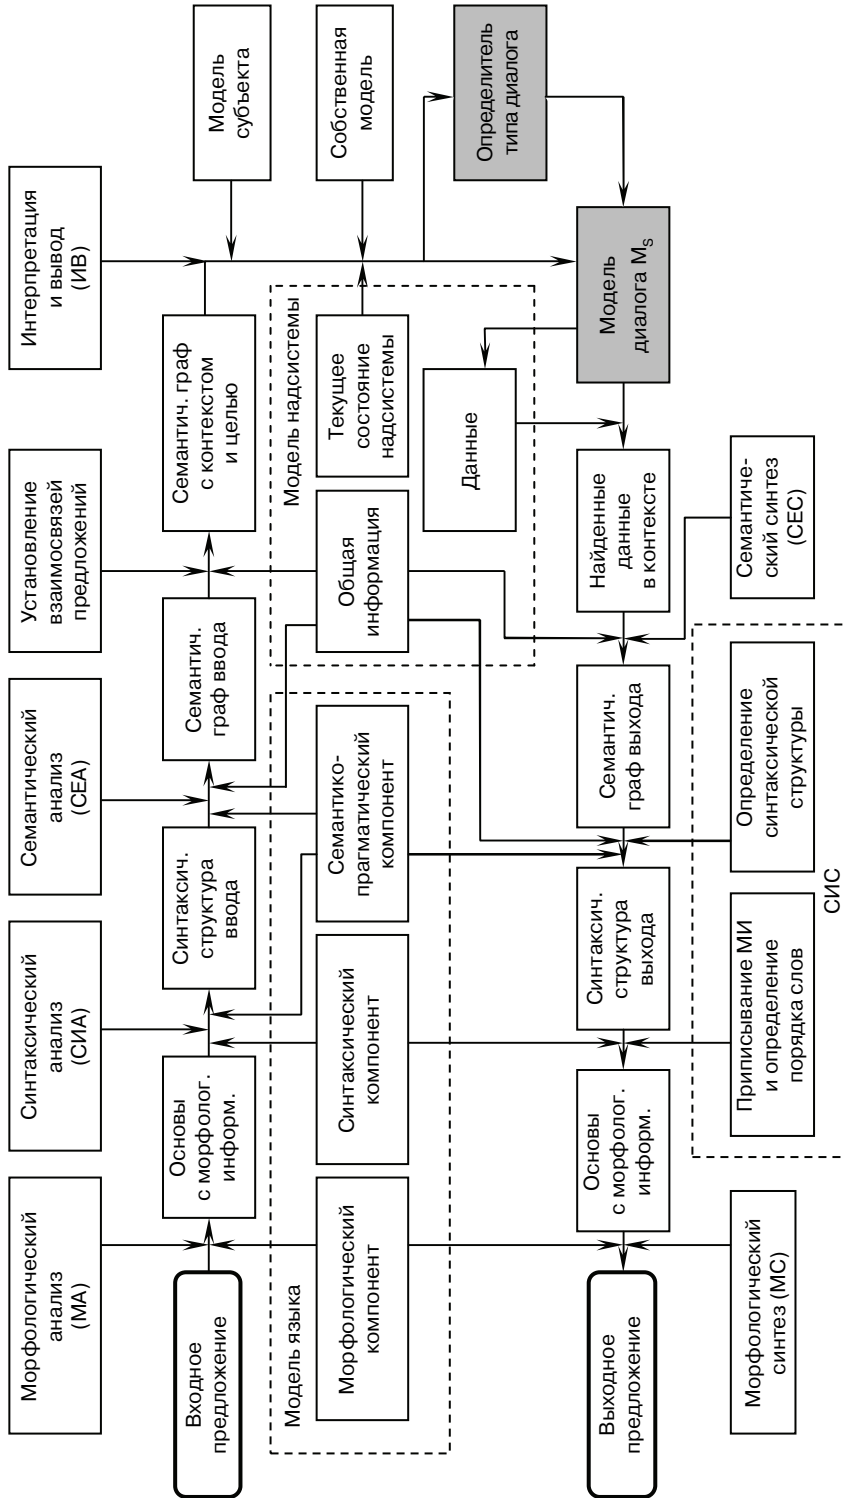 Морфологический
анализ
(МА)
Синтаксический
анализ
(СИА)
Семантический
анализ
(СЕА)
Установление
взаимосвязей
предложений
Интерпретация
и вывод
(ИВ)
Входное
предложение
Основы
с морфолог.
информ.
Синтаксич.
структура
ввода
Семантич.
граф ввода
Семантич. граф
с контекстом
и целью
Модель
субъекта
Модель языка
Морфологический
компонент
Синтаксический
компонент
Семантико-
прагматический
компонент
Модель надсистемы
Общая
информация
Текущее
состояние
надсистемы
Собственная
модель
Данные
Определитель
типа диалога
Выходное
предложение
Основы
с морфолог.
информ.
Синтаксич.
структура
выхода
Семантич.
граф выхода
Найденные
данные
в контексте
Модель
диалога Ms
Морфологический
синтез (МС)
Приписывание МИ
и определение
порядка слов
Определение
синтаксической
структуры
Семантиче-
ский синтез
(СЕС)
СИС